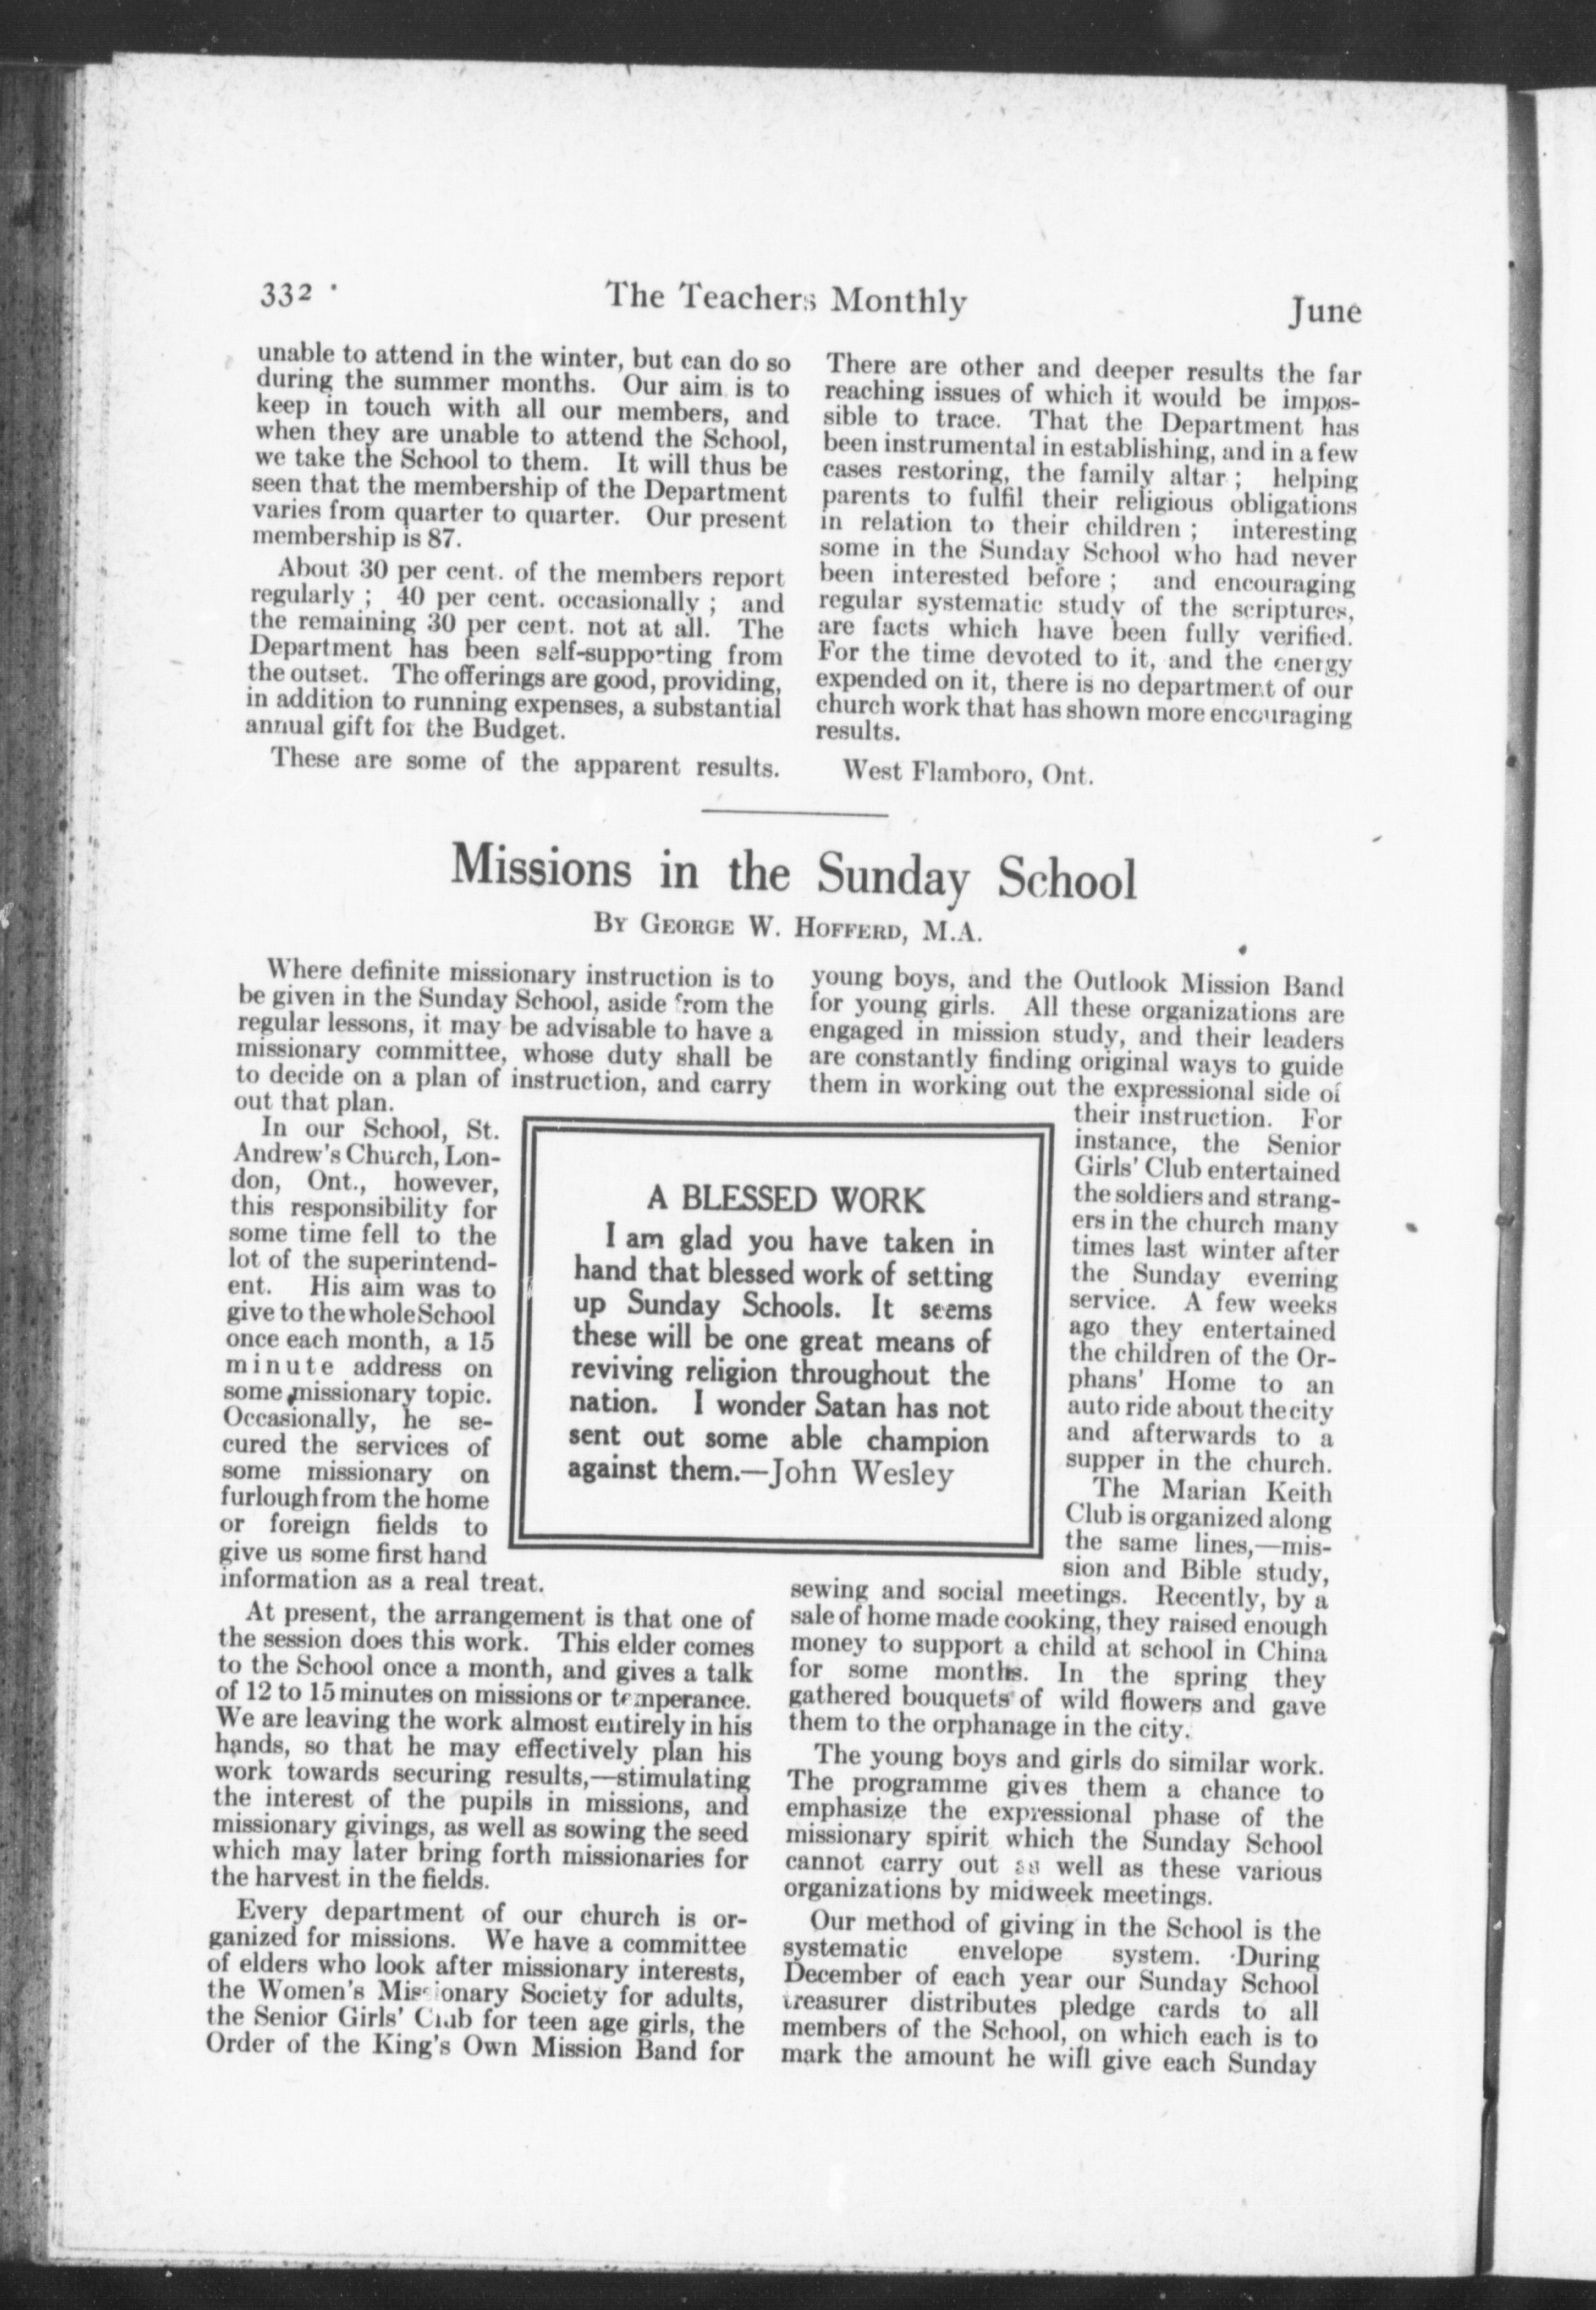 332
The Teachers Monthly
June
unable to attend in the winter, but can do so
during the summer months. Our aim is to
keep in touch with all our members, and
when they are unable to attend the School,
we take the School to them. It will thus be
seen that the membership of the Department
varies from quarter to quarter. Our present
membership is 87.
About 30 per cent. of the members report
regularly ; 40 per cent. occasionally ; and
the remaining 30 per cent. not at all. The
Department has been self-supporting from
the outset. The offerings are good, providing,
in addition to running expenses, a substantial
annual gift for the Budget.
These are some of the apparent results.
There are other and deeper results the far
reaching issues of which it would be impos-
sible to trace. That the Department has
been instrumental in establishing, and in a few
cases restoring, the family altar ; helping
parents to fulfil their religious obligations
in relation to their children ; interesting
some in the Sunday School who had never
been interested before ; and encouraging
regular systematic study of the scriptures,
are facts which have been fully verified.
For the time devoted to it, and the energy
expended on it, there is no department of our
church work that has shown more encouraging
results.
West Flamboro, Ont.
Missions in the Sunday School
By George W. Hofferd, M.A.
Where definite missionary instruction is to
be given in the Sunday School, aside from the
regular lessons, it may be advisable to have a
missionary committee, whose duty shall be
to decide on a plan of instruction, and carry
out that plan.
In our School, St.
Andrew's Church, Lon-
don, Ont., however,
this responsibility for
some time fell to the
lot of the superintend-
ent. His aim was to
give to the whole School
once each month, a 15
minute address on
some missionary topic.
Occasionally, he se-
cured the services of
some missionary on
furlough from the home
or foreign fields to
give us some first hand
information as a real treat.
At present, the arrangement is that one of
the session does this work. This elder comes
to the School once a month, and gives a talk
of 12 to 15 minutes on missions or temperance.
We are leaving the work almost entirely in his
hands, so that he may effectively plan his
work towards securing results,—stimulating
the interest of the pupils in missions, and
missionary givings, as well as sowing the seed
which may later bring forth missionaries for
the harvest in the fields.
Every department of our church is or-
ganized for missions. We have a committee
of elders who look after missionary interests,
the Women's Missionary Society for adults,
the Senior Girls' Club for teen age girls, the
Order of the King's Own Mission Band for
A BLESSED WORK
I am glad you have taken in
hand that blessed work of setting
up Sunday Schools. It seems
these will be one great means of
reviving religion throughout the
nation. I wonder Satan has not
sent out some able champion
against them.—John Wesley
young boys, and the Outlook Mission Band
for young girls. All these organizations are
engaged in mission study, and their leaders
are constantly finding original ways to guide
them in working out the expressional side of
their instruction. For
instance, the Senior
Girls' Club entertained
the soldiers and strang-
ers in the church many
times last winter after
the Sunday evening
service. A few weeks
ago they entertained
the children of the Or-
phans' Home to an
auto ride about the city
and afterwards to a
supper in the church.
The Marian Keith
Club is organized along
the same lines,—mis-
sion and Bible study,
sewing and social meetings. Recently, by a
sale of home made cooking, they raised enough
money to support a child at school in China
for some months. In the spring they
gathered bouquets of wild flowers and gave
them to the orphanage in the city.
The young boys and girls do similar work.
The programme gives them a chance to
emphasize the expressional phase of the
missionary spirit which the Sunday School
cannot carry out as well as these various
organizations by midweek meetings.
Our method of giving in the School is the
systematic envelope system. During
December of each year our Sunday School
treasurer distributes pledge cards to all
members of the School, on which each is to
mark the amount he will give each Sunday